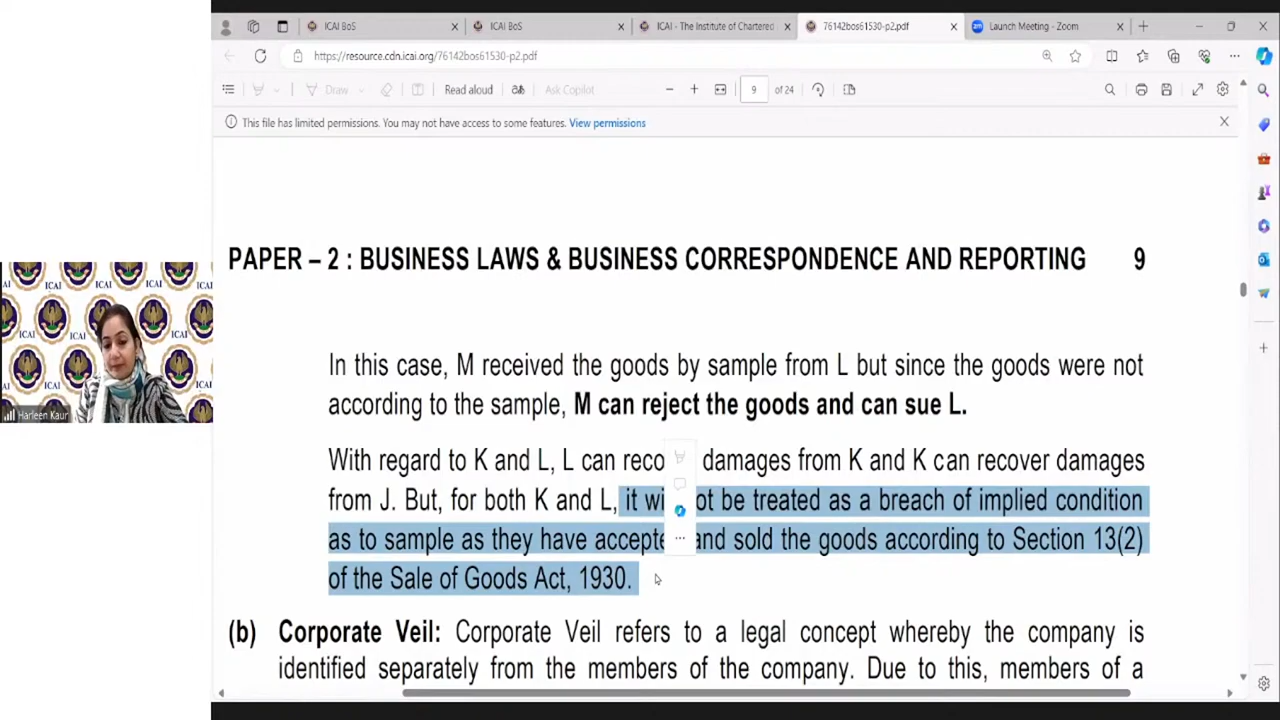 ICAI BoS
ICAI BoS
ICAI - The Institute of Chartered
76142bos61530-p2.pdf
Launch Meeting - Zoom
https://resource.cdn.icai.org/76142bos61530-p2.pdf
Draw
Read aloud
Ask Copilot
9 of 24
This file has limited permissions. You may not have access to some features. View permissions
PAPER – 2 : BUSINESS LAWS & BUSINESS CORRESPONDENCE AND REPORTING 9
In this case, M received the goods by sample from L but since the goods were not
according to the sample, M can reject the goods and can sue L.
With regard to K and L, L can reco damages from K and K can recover damages
from J. But, for both K and L, it wi ot be treated as a breach of implied condition
as to sample as they have accepte and sold the goods according to Section 13(2)
of the Sale of Goods Act, 1930.
(b) Corporate Veil: Corporate Veil refers to a legal concept whereby the company is
identified separately from the members of the company. Due to this, members of a
ICAI
ICAI
ICAI
Harleen Kaur